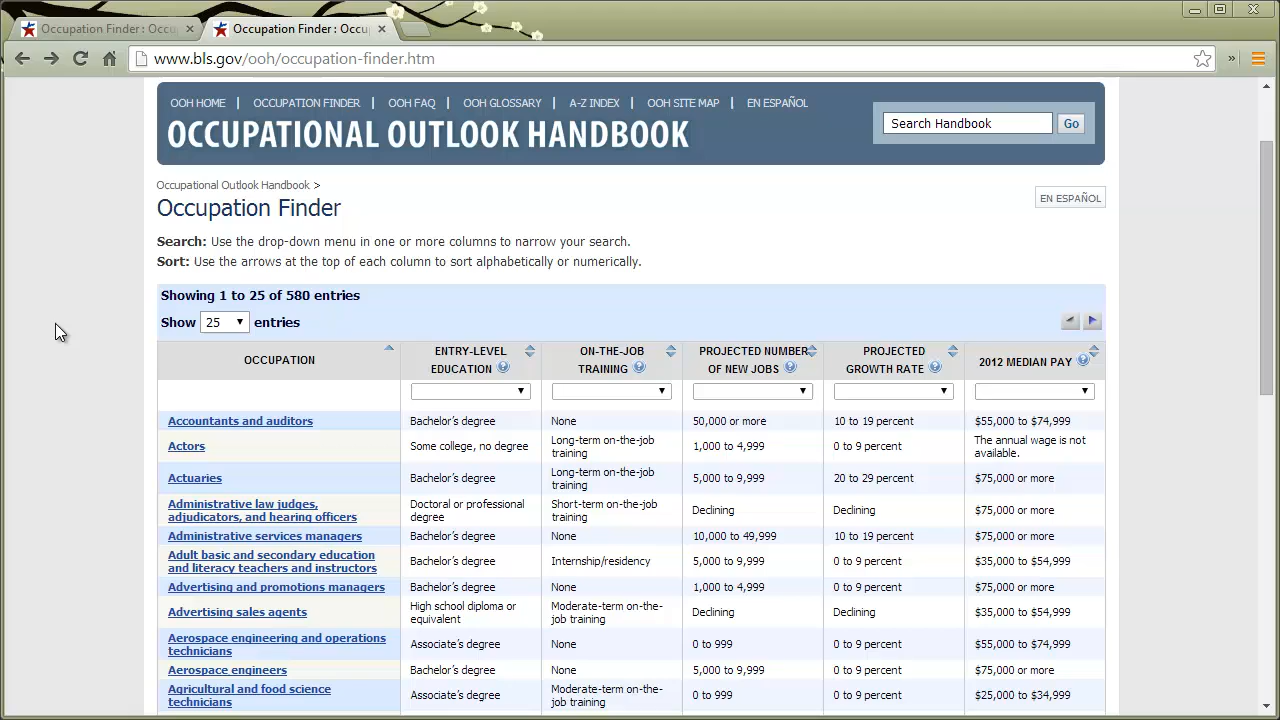 Occupation Finder : Occu
Occupation Finder : Occu
www.bls.gov/ooh/occupation-finder.htm
OOH HOME | OCCUPATION FINDER | OOH FAQ | OOH GLOSSARY | A-Z INDEX | OOH SITE MAP | EN ESPAÑOL
OCCUPATIONAL OUTLOOK HANDBOOK
Search Handbook Go
Occupational Outlook Handbook >
Occupation Finder
EN ESPAÑOL
Search: Use the drop-down menu in one or more columns to narrow your search.
Sort: Use the arrows at the top of each column to sort alphabetically or numerically.
Showing 1 to 25 of 580 entries
Show 25 entries
OCCUPATION
ENTRY-LEVEL
EDUCATION
ON-THE-JOB
TRAINING
PROJECTED NUMBER
OF NEW JOBS
PROJECTED
GROWTH RATE
2012 MEDIAN PAY
Accountants and auditors Bachelor's degree None 50,000 or more 10 to 19 percent $55,000 to $74,999
Actors Some college, no degree
Long-term on-the-job
training
1,000 to 4,999 0 to 9 percent
The annual wage is not
available.
Actuaries Bachelor's degree
Long-term on-the-job
training
5,000 to 9,999 20 to 29 percent $75,000 or more
Administrative law judges,
adjudicators, and hearing officers
Doctoral or professional
degree
Short-term on-the-job
training
Declining Declining $75,000 or more
Administrative services managers Bachelor's degree None 10,000 to 49,999 10 to 19 percent $75,000 or more
Adult basic and secondary education
and literacy teachers and instructors
Bachelor's degree Internship/residency 5,000 to 9,999 0 to 9 percent $35,000 to $54,999
Advertising and promotions managers Bachelor's degree None 1,000 to 4,999 0 to 9 percent $75,000 or more
Advertising sales agents
High school diploma or
equivalent
Moderate-term on-the-
job training
Declining Declining $35,000 to $54,999
Aerospace engineering and operations
technicians
Associate's degree None 0 to 999 0 to 9 percent $55,000 to $74,999
Aerospace engineers Bachelor's degree None 5,000 to 9,999 0 to 9 percent $75,000 or more
Agricultural and food science
technicians
Associate's degree
Moderate-term on-the-
job training
0 to 999 0 to 9 percent $25,000 to $34,999